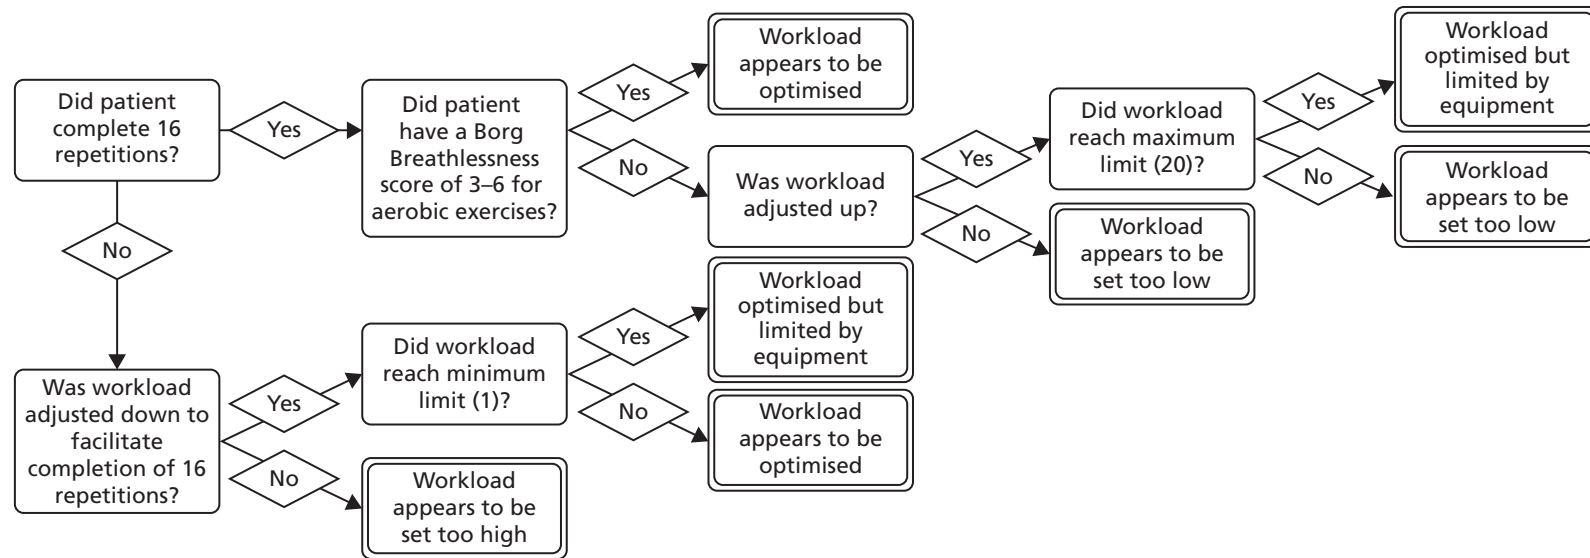 Did patient
complete 16
repetitions?
Yes
Did patient
have a Borg
Breathlessness
score of 3–6 for
aerobic exercises?
Yes
Workload
appears to be
optimised
No
Was workload
adjusted up?
Yes
Did workload
reach maximum
limit (20)?
Yes
Workload
optimised but
limited by
equipment
No
Workload
appears to be
set too low
No
Workload
appears to be
set too low
No
Was workload
adjusted down to
facilitate
completion of 16
repetitions?
Yes
Did workload
reach minimum
limit (1)?
Yes
Workload
optimised but
limited by
equipment
No
Workload
appears to be
optimised
No
Workload
appears to be
set too high